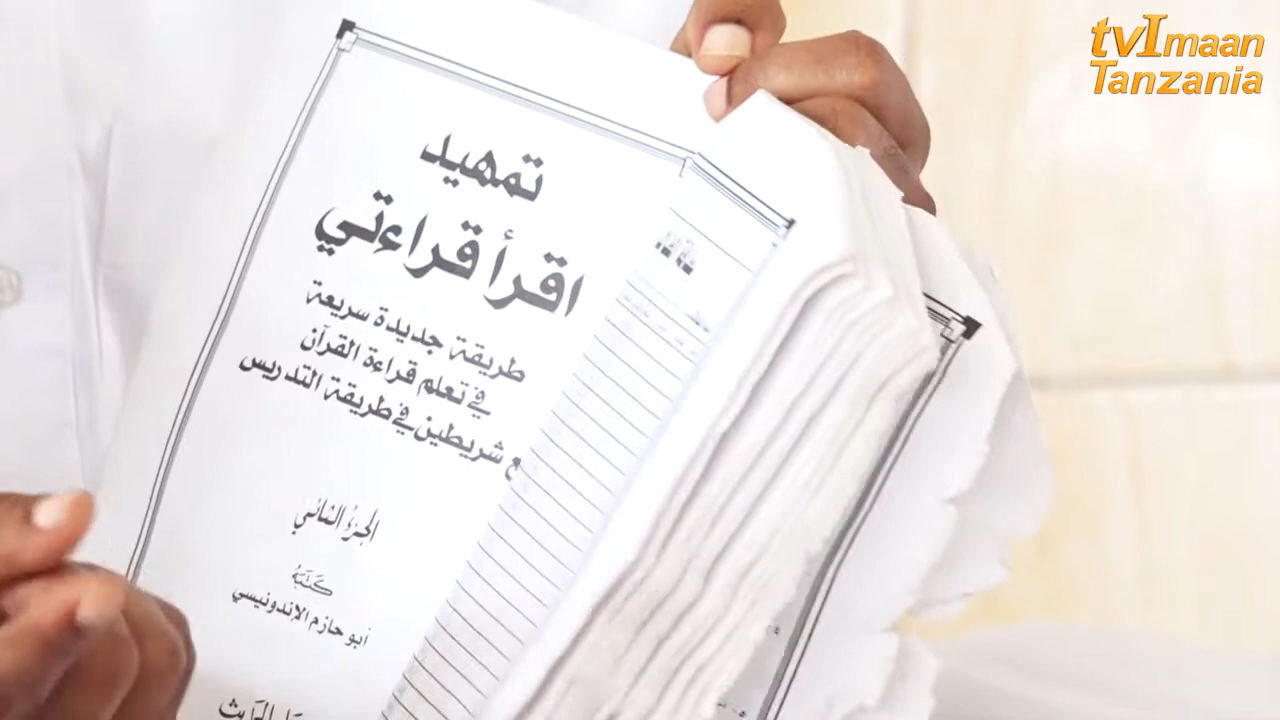 tvImaan
Tanzania
تمهيد
اقرأ قراءتي
طريقة جديدة سريعة
في تعلم قراءة القرآن
شريطين في طريقة التدريس
الجزء الثاني
كتبه
أبو حازم الإندونيسي